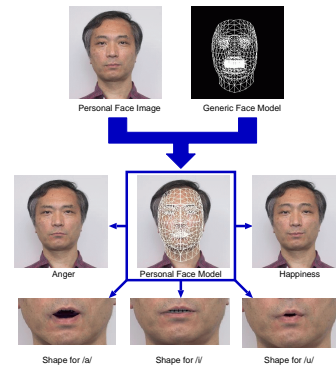 Personal Face Image
Generic Face Model
Anger
Personal Face Model
Happiness
Shape for /a/
Shape for /i/
Shape for /u/